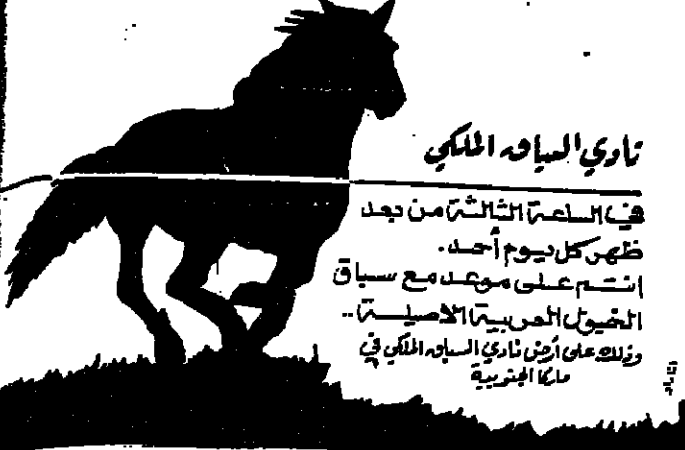 نادي السباق الملكي
في الساعة الثالثة من بعد
ظهر كل يوم أحد.
انتم على موعد مع سباق
الخيول العربية الاصيلة ..
وذلك على أرض نادي السباق الملكي في
ماركا الجنوبية